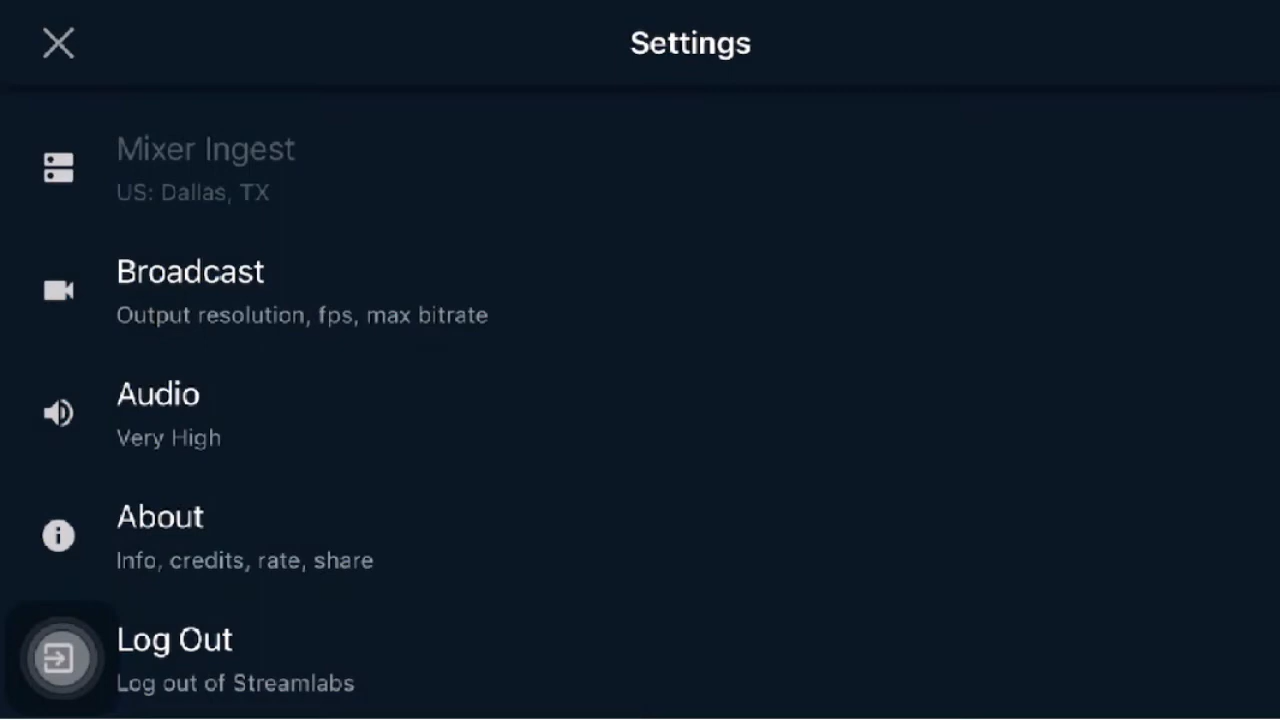 Settings
Mixer Ingest
US: Dallas, TX
Broadcast
Output resolution, fps, max bitrate
Audio
Very High
About
Info, credits, rate, share
Log Out
Log out of Streamlabs